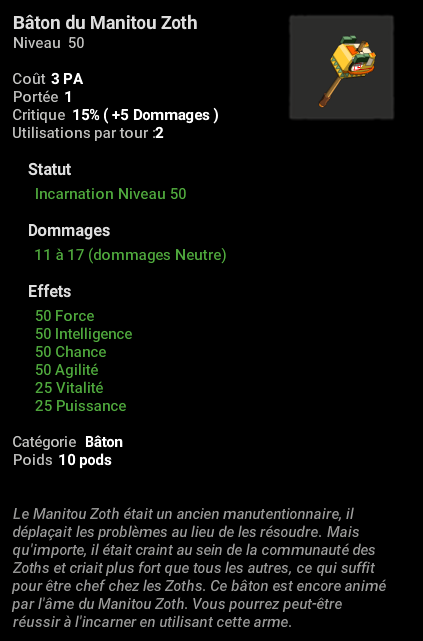 Bâton du Manitou Zoth
Niveau 50
Coût 3 PA
Portée 1
Critique 15% ( +5 Dommages )
Utilisations par tour :2
Statut
Incarnation Niveau 50
Dommages
11 à 17 (dommages Neutre)
Effets
50 Force
50 Intelligence
50 Chance
50 Agilité
25 Vitalité
25 Puissance
Catégorie Bâton
Poids 10 pods
Le Manitou Zoth était un ancien manutentionnaire, il
déplaçait les problèmes au lieu de les résoudre. Mais
qu'importe, il était craint au sein de la communauté des
Zoths et criait plus fort que tous les autres, ce qui suffit
pour être chef chez les Zoths. Ce bâton est encore animé
par l'âme du Manitou Zoth. Vous pourrez peut-être
réussir à l'incarner en utilisant cette arme.